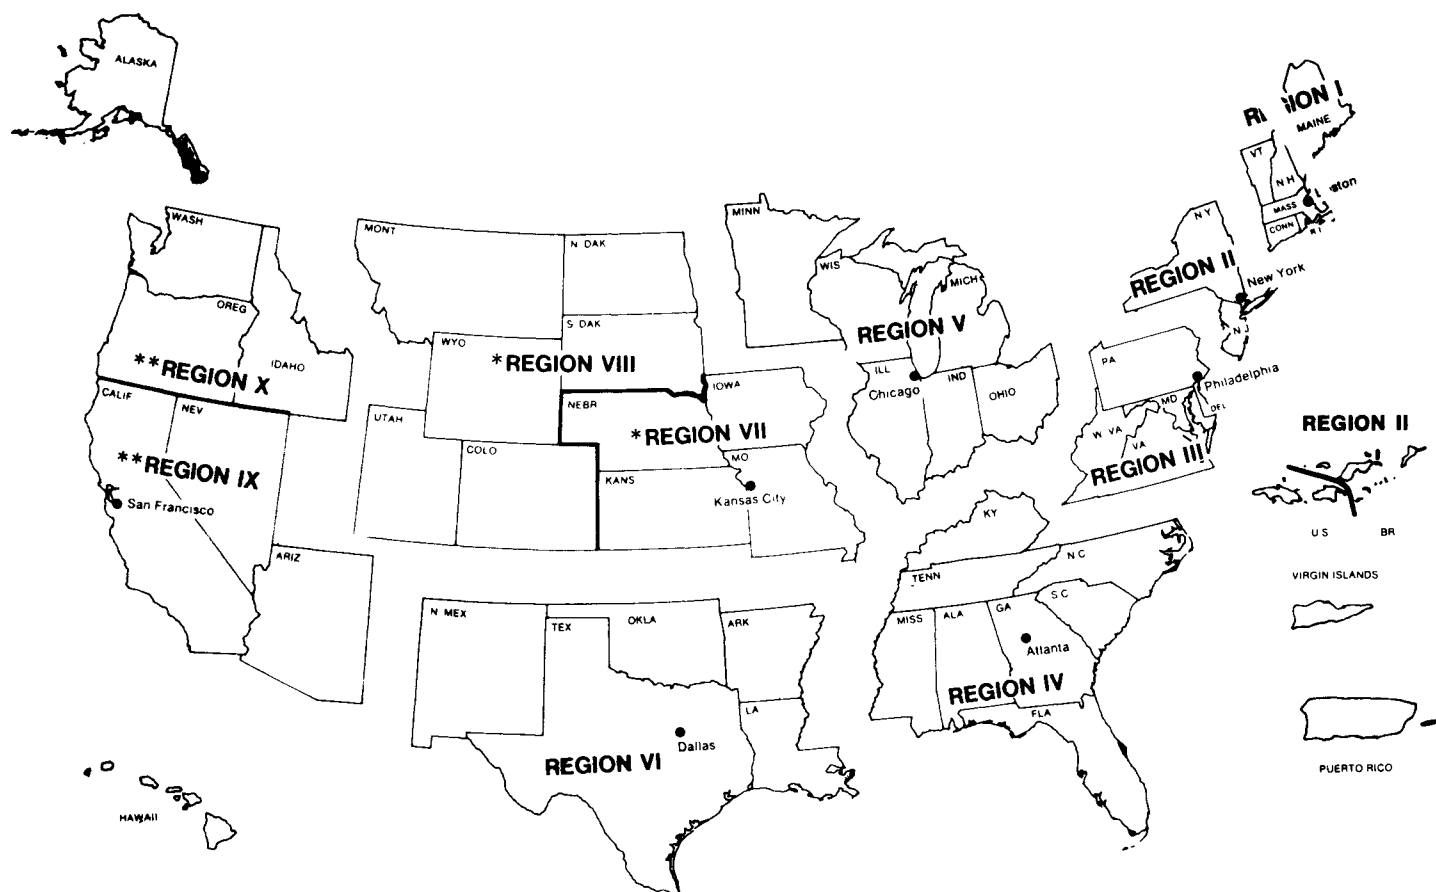 ALASKA
REGION I
MAINE
VT
N H
MASS
CONN
R I
WASH
OREG
IDAHO
**REGION X
MONT
N DAK
S DAK
WYO
*REGION VIII
UTAH
COLO
MINN
WIS
MICH
REGION V
ILL
IND
OHIO
Chicago
N Y
REGION II
New York
N
PA
Philadelphia
MD
DEL
W VA
VA
REGION III
CALIF
NEV
**REGION IX
San Francisco
ARIZ
NEBR
IOWA
*REGION VII
KANS
MO
Kansas City
REGION II
U S
BR
VIRGIN ISLANDS
PUERTO RICO
KY
TENN
N C
S C
MISS
ALA
GA
Atlanta
REGION IV
FLA
N MEX
TEX
OKLA
ARK
LA
Dallas
REGION VI
HAWAII